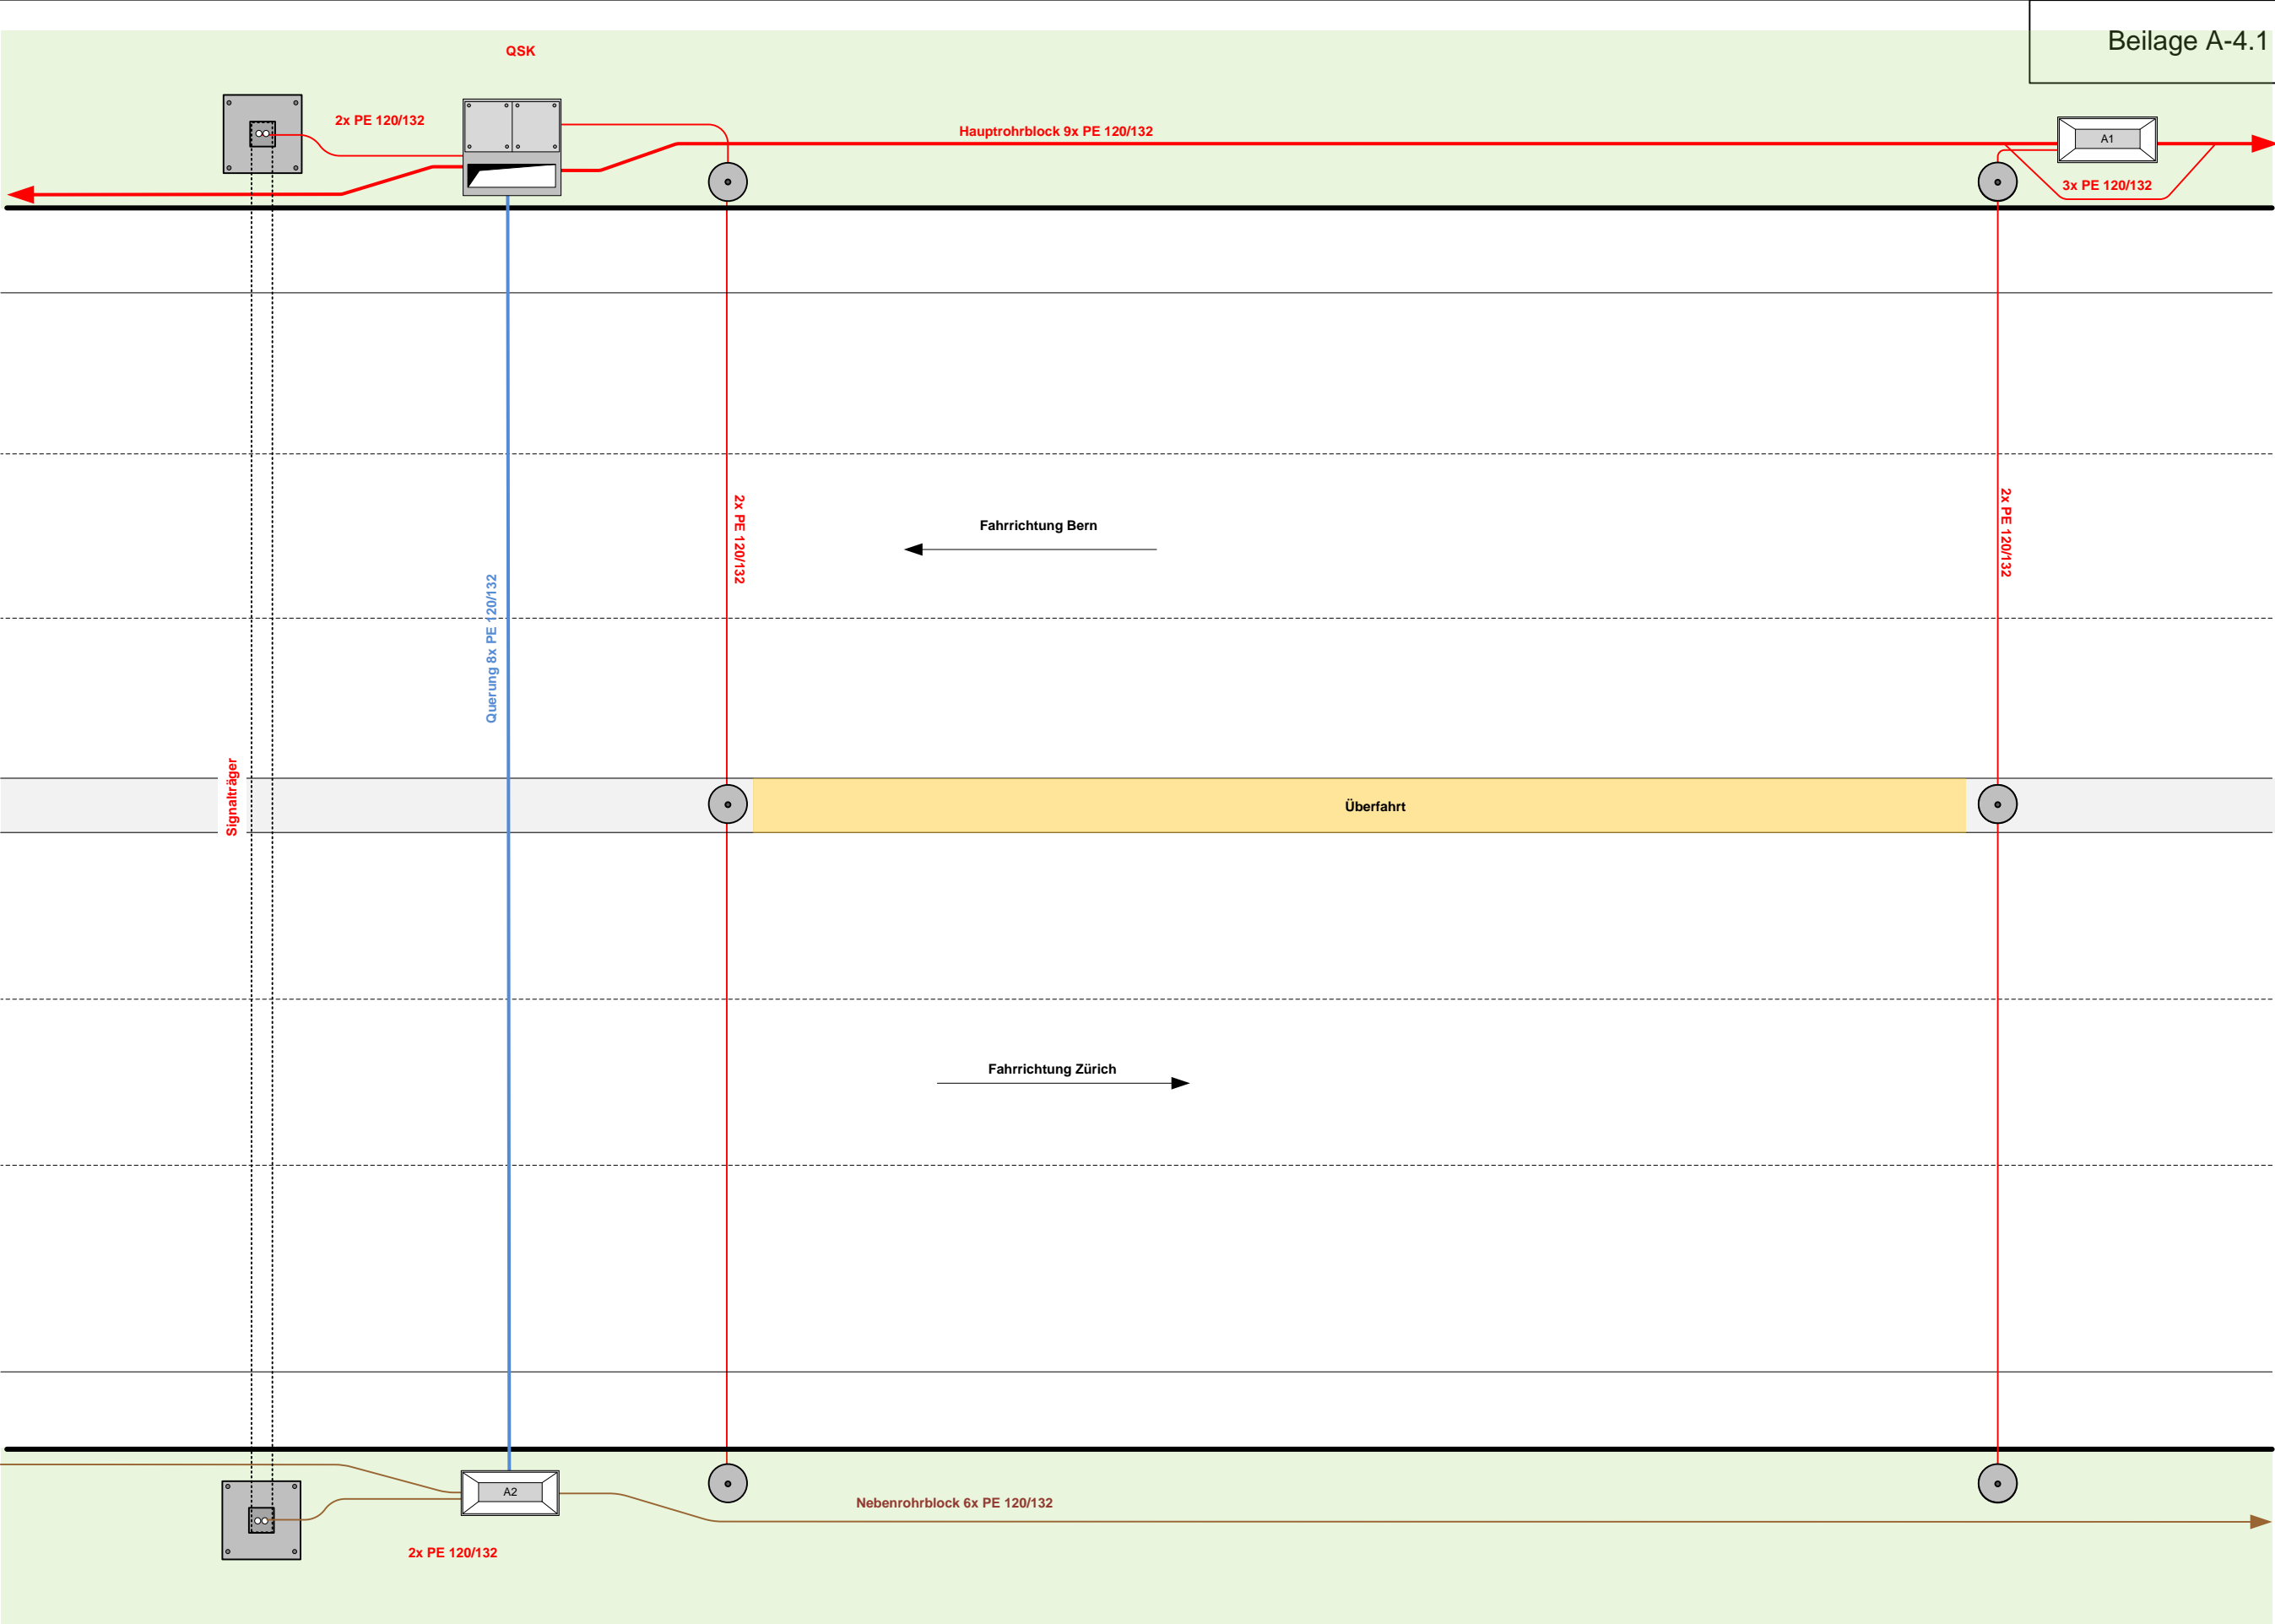 Beilage A-4.1
QSK
2x PE 120/132
Hauptrohrblock 9x PE 120/132
A1
3x PE 120/132
2x PE 120/132
2x PE 120/132
Fahrrichtung Bern
Querung 8x PE 120/132
Signalträger
Überfahrt
Fahrrichtung Zürich
A2
Nebenrohrblock 6x PE 120/132
2x PE 120/132